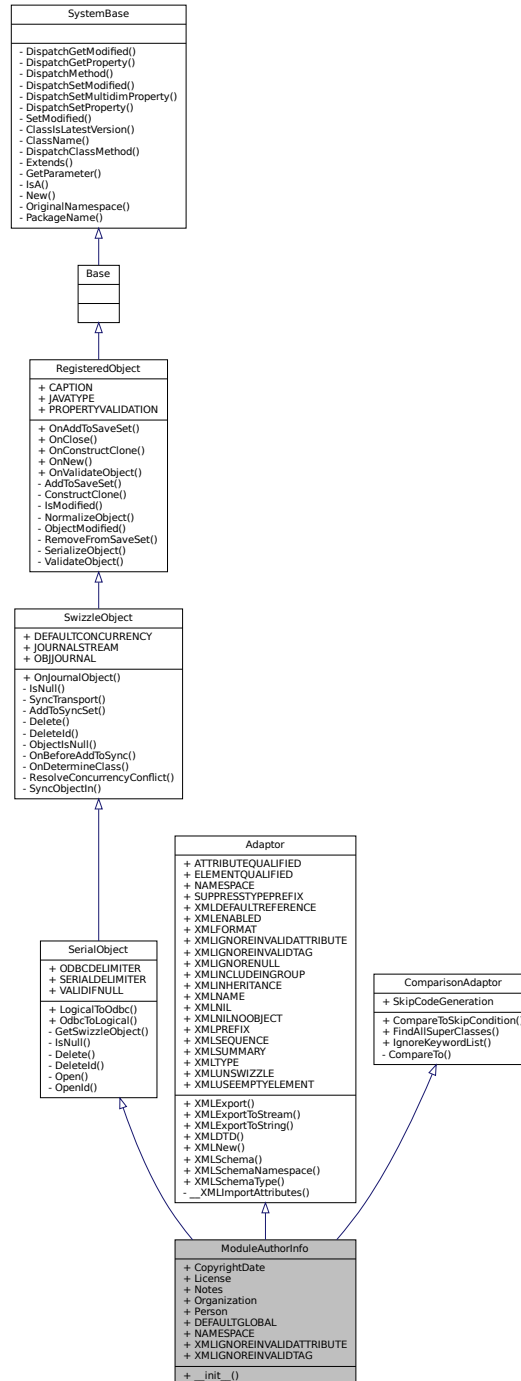 SystemBase
- DispatchGetModified()
- DispatchGetProperty()
- DispatchMethod()
- DispatchSetModified()
- DispatchSetMultidimProperty()
- DispatchSetProperty()
- SetModified()
- ClassIsLatestVersion()
- ClassName()
- DispatchClassMethod()
- Extends()
- GetParameter()
- IsA()
- New()
- OriginalNamespace()
- PackageName()
Base
RegisteredObject
+ CAPTION
+ JAVATYPE
+ PROPERTYVALIDATION
+ OnAddToSaveSet()
+ OnClose()
+ OnConstructClone()
+ OnNew()
+ OnValidateObject()
- AddToSaveSet()
- ConstructClone()
- IsModified()
- NormalizeObject()
- ObjectModified()
- RemoveFromSaveSet()
- SerializeObject()
- ValidateObject()
SwizzleObject
+ DEFAULTCONCURRENCY
+ JOURNALSTREAM
+ OBJJOURNAL
+ OnJournalObject()
- IsNull()
- SyncTransport()
- AddToSyncSet()
- Delete()
- DeleteId()
- ObjectIsNull()
- OnBeforeAddToSync()
- OnDetermineClass()
- ResolveConcurrencyConflict()
- SyncObjectIn()
SerialObject
+ ODBCDELIMITER
+ SERIALDELIMITER
+ VALIDIFNULL
+ LogicalToOdbc()
+ OdbcToLogical()
- GetSwizzleObject()
- IsNull()
- Delete()
- DeleteId()
- Open()
- OpenId()
Adaptor
+ ATTRIBUTEQUALIFIED
+ ELEMENTQUALIFIED
+ NAMESPACE
+ SUPPRESSTYPEPREFIX
+ XMLDEFAULTREFERENCE
+ XMLENABLED
+ XMLFORMAT
+ XMLIGNOREINVALIDATTRIBUTE
+ XMLIGNOREINVALIDTAG
+ XMLIGNORENULL
+ XMLINCLUDEINGROUP
+ XMLINHERITANCE
+ XMLNAME
+ XMLNIL
+ XMLNILNOOBJECT
+ XMLPREFIX
+ XMLSEQUENCE
+ XMLSUMMARY
+ XMLTYPE
+ XMLUNSWIZZLE
+ XMLUSEEMPTYELEMENT
+ XMLExport()
+ XMLExportToStream()
+ XMLExportToString()
+ XMLDTD()
+ XMLNew()
+ XMLSchema()
+ XMLSchemaNamespace()
+ XMLSchemaType()
- __XMLImportAttributes()
ComparisonAdaptor
+ SkipCodeGeneration
+ CompareToSkipCondition()
+ FindAllSuperClasses()
+ IgnoreKeywordList()
- CompareTo()
ModuleAuthorInfo
+ CopyrightDate
+ License
+ Notes
+ Organization
+ Person
+ DEFAULTGLOBAL
+ NAMESPACE
+ XMLIGNOREINVALIDATTRIBUTE
+ XMLIGNOREINVALIDTAG
+ __init__()